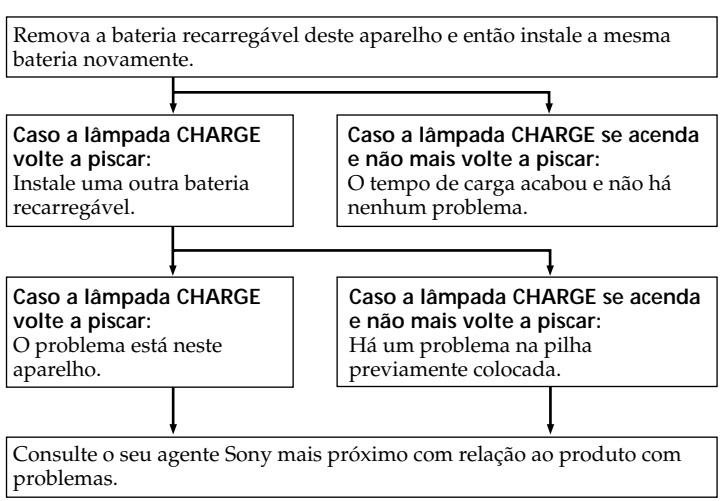 Remova a bateria recarregável deste aparelho e então instale a mesma
bateria novamente.
Caso a lâmpada CHARGE
volte a piscar:
Instale uma outra bateria
recarregável.
Caso a lâmpada CHARGE se acenda
e não mais volte a piscar:
O tempo de carga acabou e não há
nenhum problema.
Caso a lâmpada CHARGE
volte a piscar:
O problema está neste
aparelho.
Caso a lâmpada CHARGE se acenda
e não mais volte a piscar:
Há um problema na pilha
previamente colocada.
Consulte o seu agente Sony mais próximo com relação ao produto com
problemas.